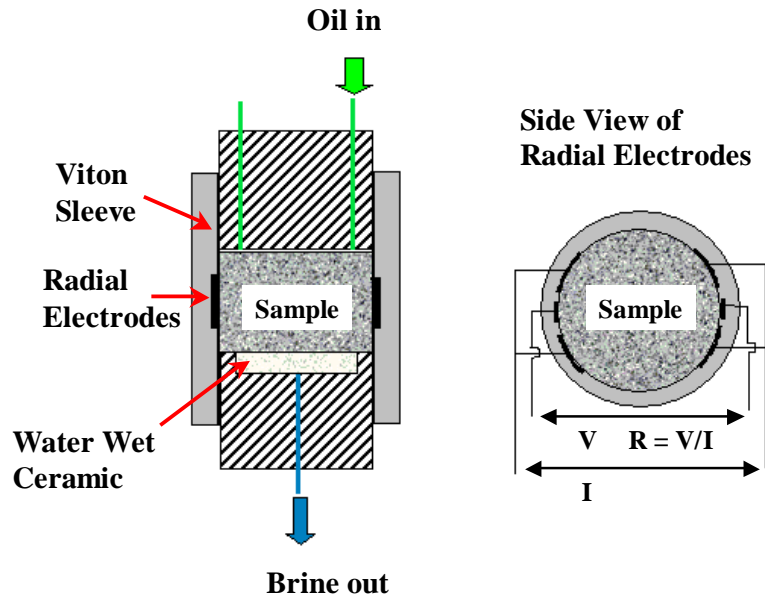 Oil in
Side View of
Radial Electrodes
Viton
Sleeve
Radial
Electrodes
Sample
Sample
Water Wet
Ceramic
V R = V/I
I
Brine out